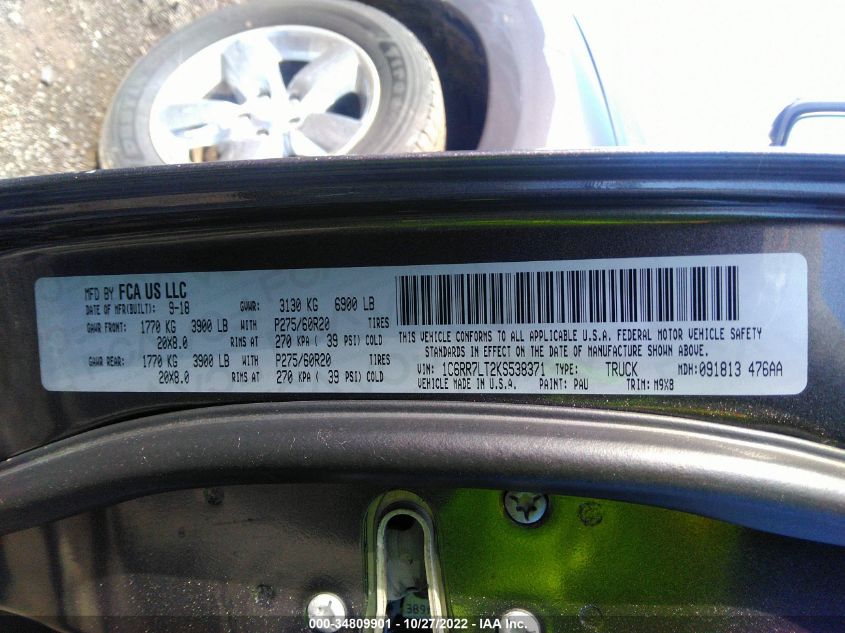 MFD BY FCA US LLC
DATE OF MFR(BUILT): 9-18 GVWR: 3130 KG 6900 LB
GAWR FRONT: 1770 KG 3900 LB WITH P275/60R20 TIRES
20X8.0 RIMS AT 270 KPA ( 39 PSI) COLD
GAWR REAR: 1770 KG 3900 LB WITH P275/60R20 TIRES
20X8.0 RIMS AT 270 KPA ( 39 PSI) COLD
THIS VEHICLE CONFORMS TO ALL APPLICABLE U.S.A. FEDERAL MOTOR VEHICLE SAFETY
STANDARDS IN EFFECT ON THE DATE OF MANUFACTURE SHOWN ABOVE.
VIN: 1C6RR7LT2KS538371 TYPE: TRUCK MDH: 091813 476AA
VEHICLE MADE IN U.S.A. PAINT: PAU TRIM: M9X8
000-34809901 - 10/27/2022 - IAA Inc.